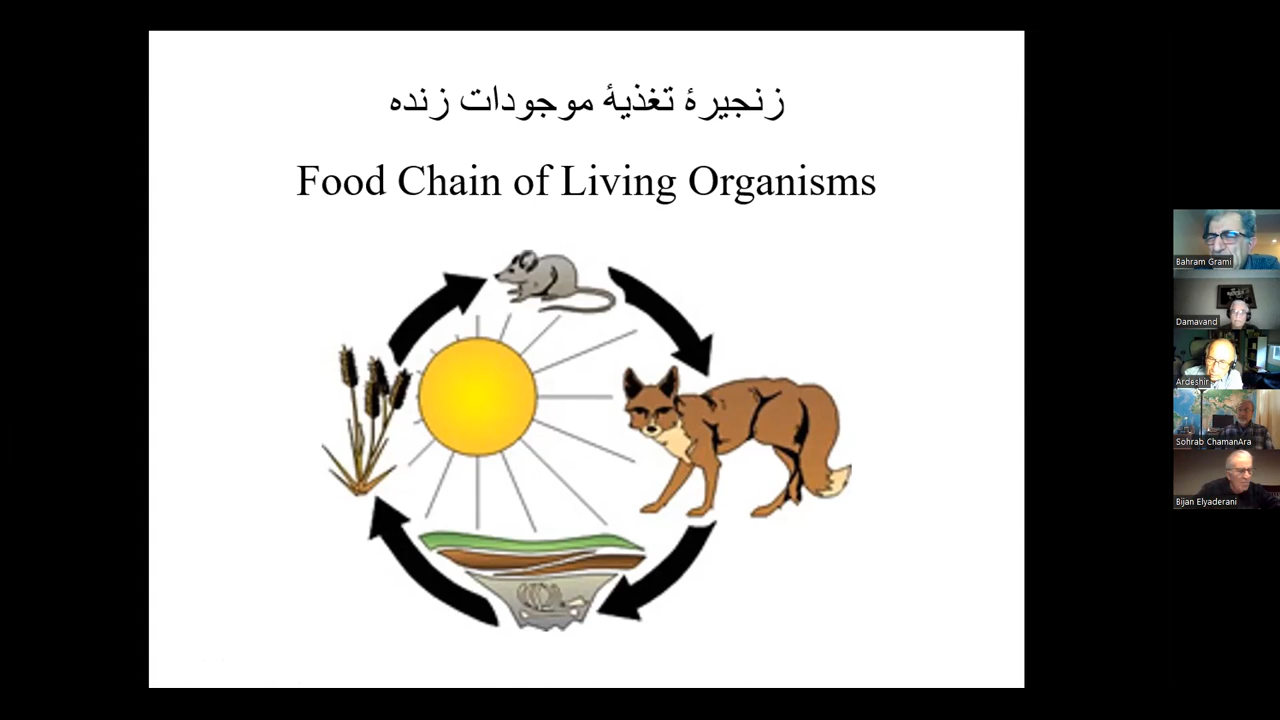 زنجیرهٔ تغذیهٔ موجودات زنده
Food Chain of Living Organisms
Bahram Grami
Damavand
Ardeshir
Sohrab ChamanAra
Bijan Elyaderani